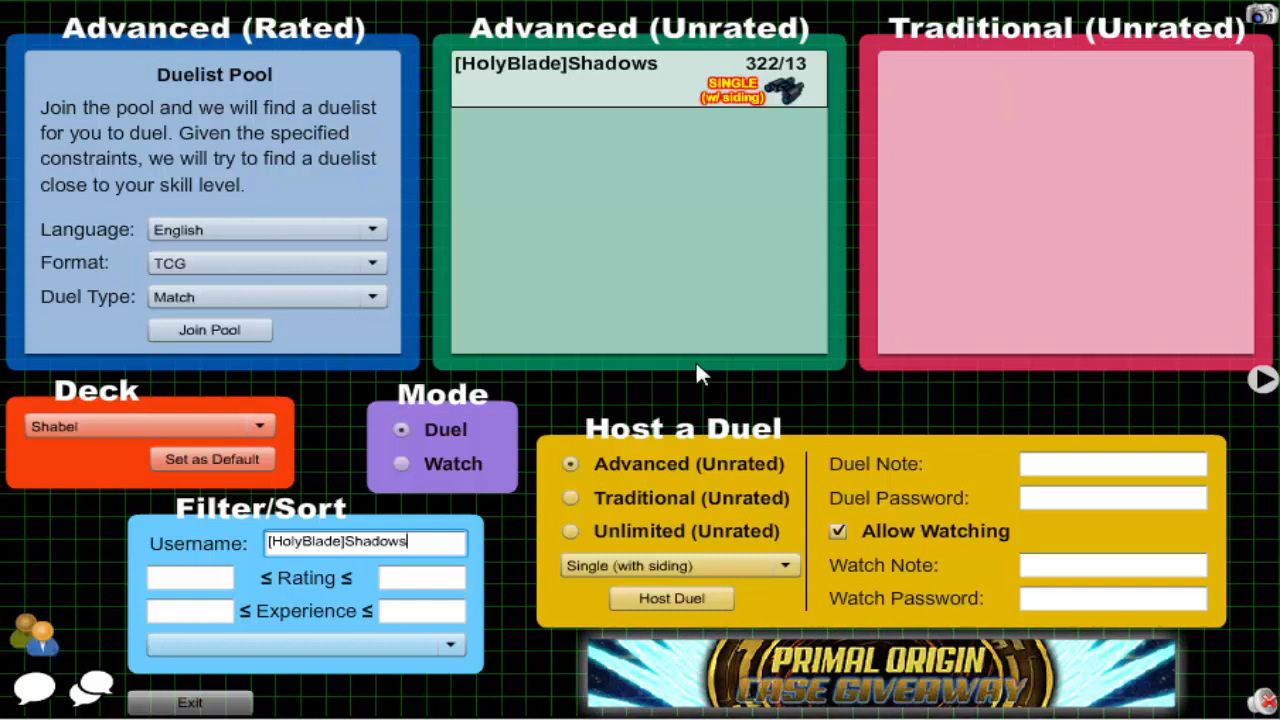 Advanced (Rated)
Duelist Pool
Join the pool and we will find a duelist
for you to duel. Given the specified
constraints, we will try to find a duelist
close to your skill level.
Language: English
Format: TCG
Duel Type: Match
Join Pool
Advanced (Unrated)
[HolyBlade]Shadows 322/13
SINGLE
(w/ siding)
Traditional (Unrated)
Deck
Shabel
Set as Default
Mode
Duel
Watch
Filter/Sort
Username: [HolyBlade]Shadows
≤ Rating ≤
≤ Experience ≤
Exit
Host a Duel
Advanced (Unrated)
Traditional (Unrated)
Unlimited (Unrated)
Single (with siding)
Host Duel
Duel Note:
Duel Password:
Allow Watching
Watch Note:
Watch Password:
PRIMAL ORIGIN
CASE GIVEAWAY